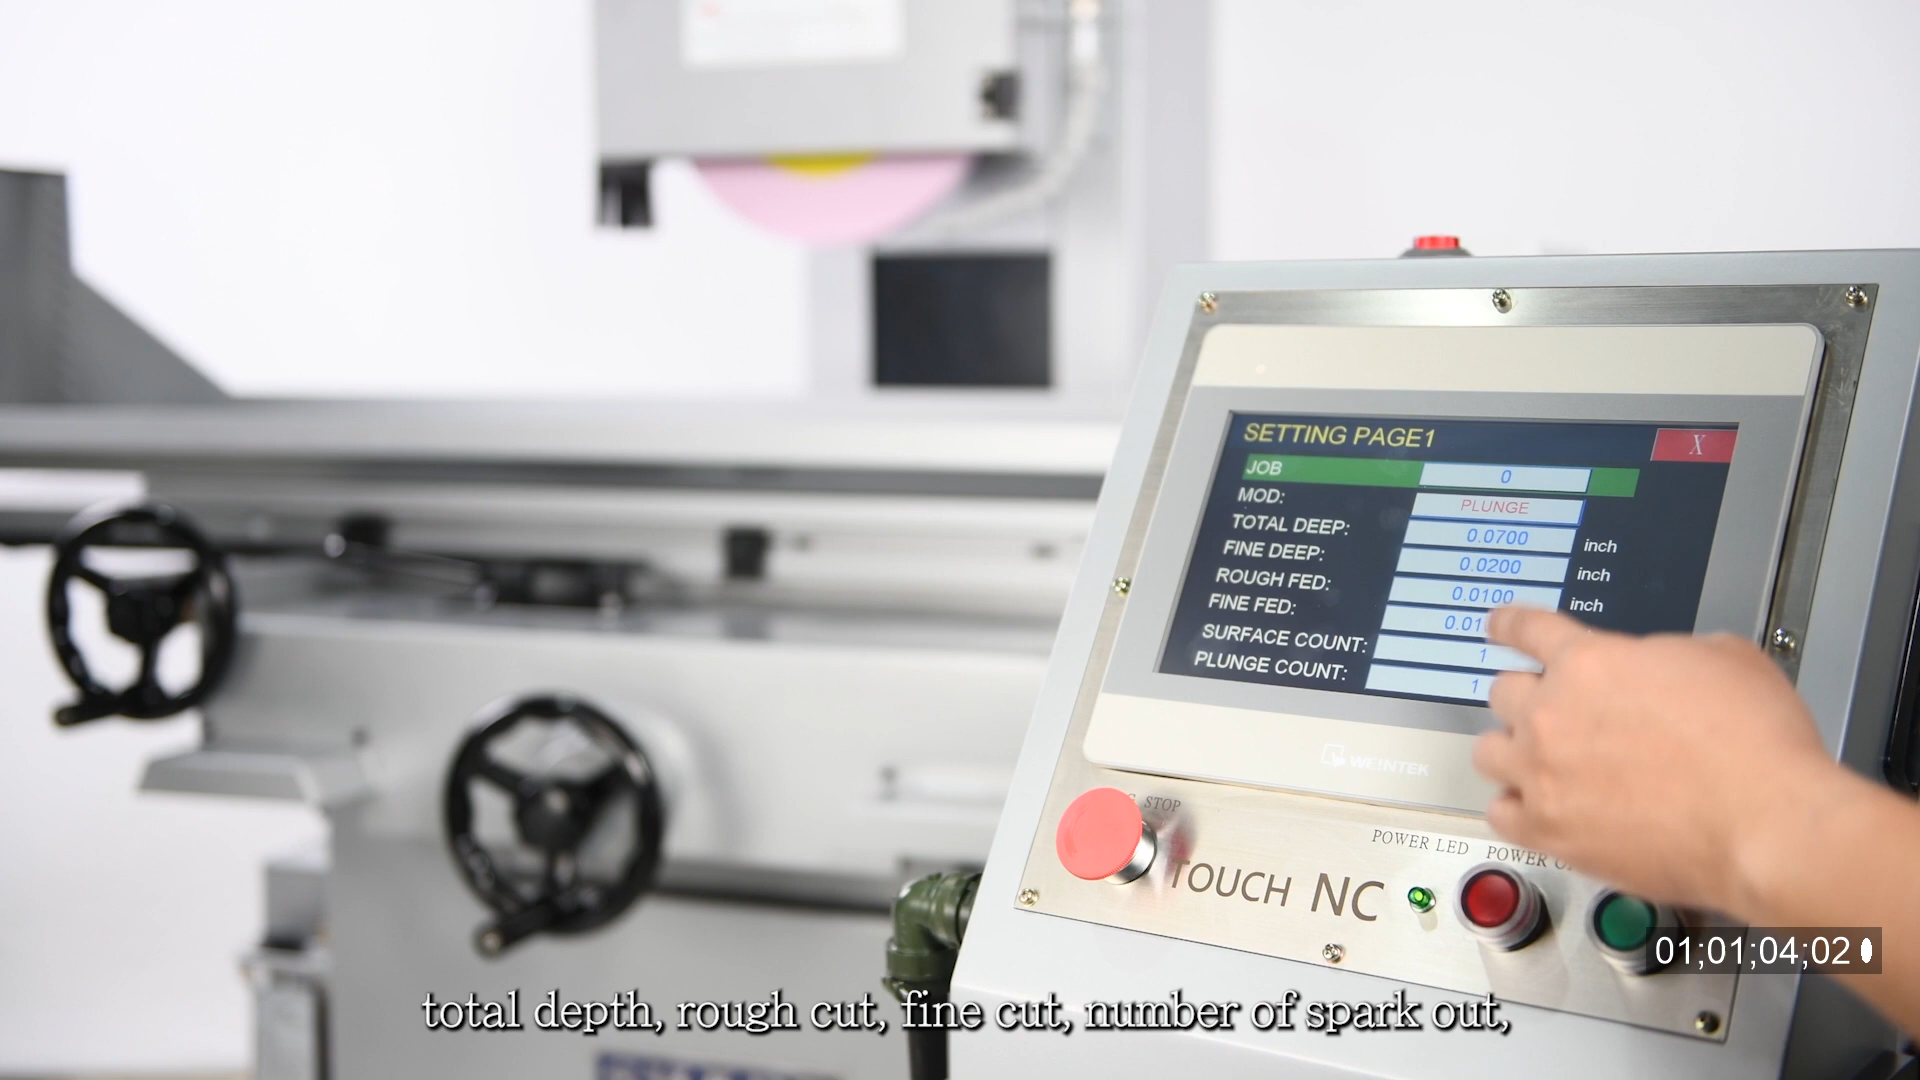 SETTING PAGE1
X
JOB 0
MOD: PLUNGE
TOTAL DEEP: 0.0700 inch
FINE DEEP: 0.0200 inch
ROUGH FED: 0.0100 inch
FINE FED:
SURFACE COUNT: 1
PLUNGE COUNT: 1
WEINTEK
STOP
POWER LED POWER
TOUCH NC
01;01;04;02
total depth, rough cut, fine cut, number of spark out,